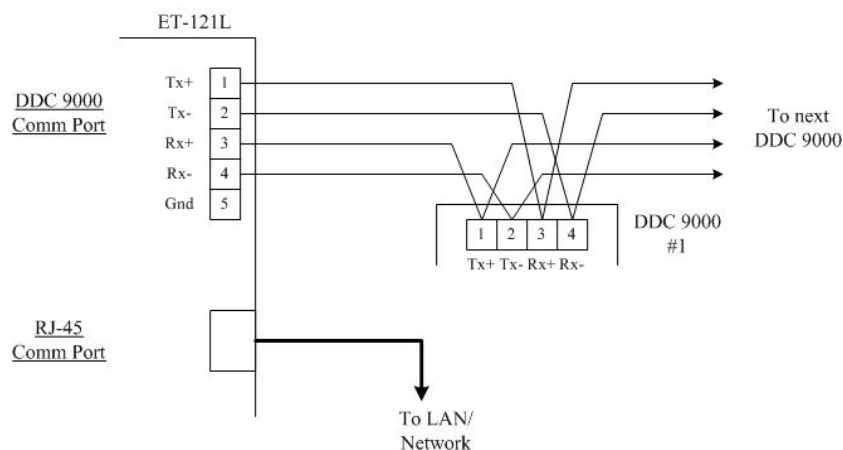 ET-121L
DDC 9000
Comm Port
Tx+ 1
Tx- 2
Rx+ 3
Rx- 4
Gnd 5
To next
DDC 9000
1 2 3 4
Tx+ Tx- Rx+ Rx-
DDC 9000
#1
RJ-45
Comm Port
To LAN/
Network